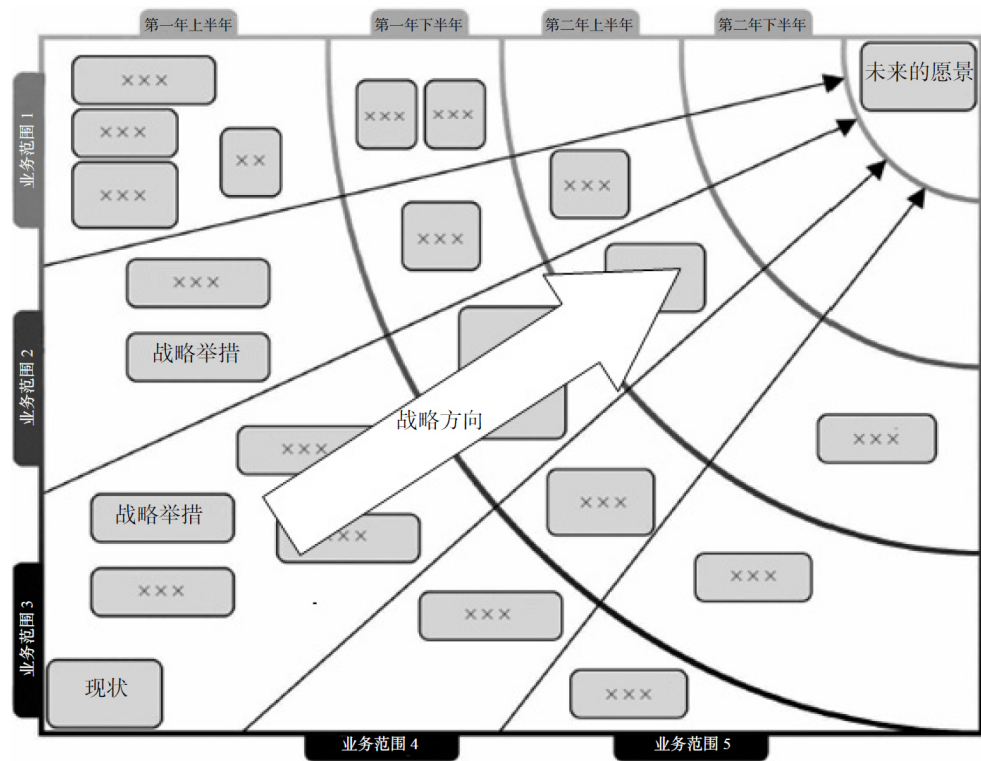 第一年上半年
第一年下半年
第二年上半年
第二年下半年
未来的愿景
业务范围 1
×××
×××
×××
××
×××
×××
×××
×××
×××
战略举措
业务范围 2
战略方向
×××
×××
战略举措
×××
×××
×××
×××
业务范围 3
×××
现状
×××
业务范围 4
业务范围 5